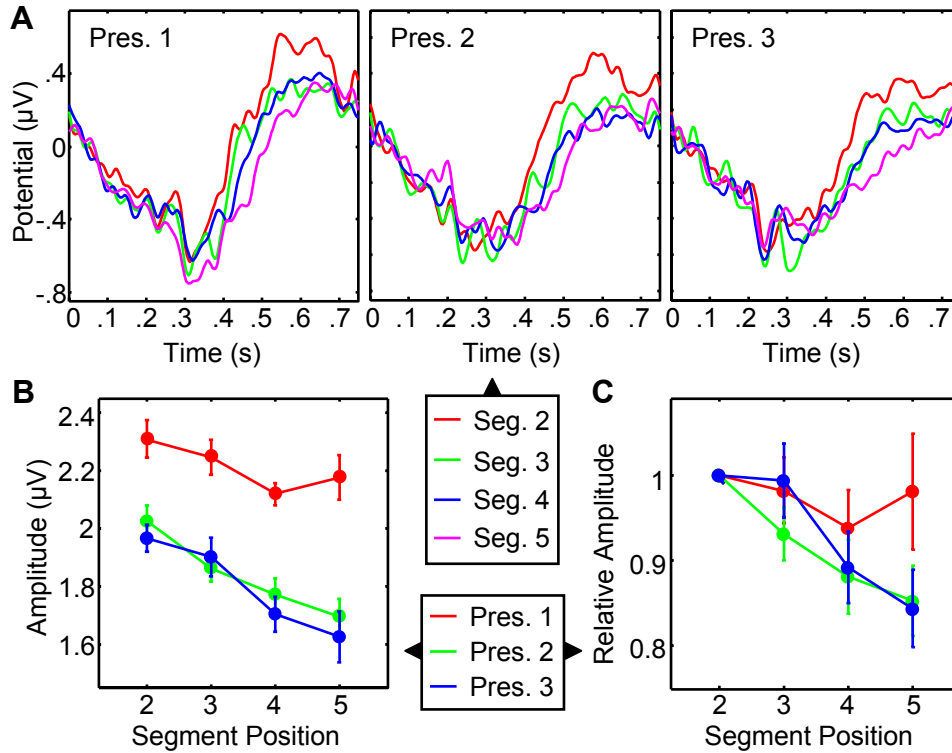 A
Pres. 1
Pres. 2
Pres. 3
Potential (µV)
.4
0
-.4
-.8
0 .1 .2 .3 .4 .5 .6 .7
0 .1 .2 .3 .4 .5 .6 .7
0 .1 .2 .3 .4 .5 .6 .7
Time (s)
Time (s)
Time (s)
B
Amplitude (µV)
2.4
2.2
2
1.8
1.6
2 3 4 5
Segment Position
Seg. 2
Seg. 3
Seg. 4
Seg. 5
Pres. 1
Pres. 2
Pres. 3
C
Relative Amplitude
1
0.9
0.8
2 3 4 5
Segment Position